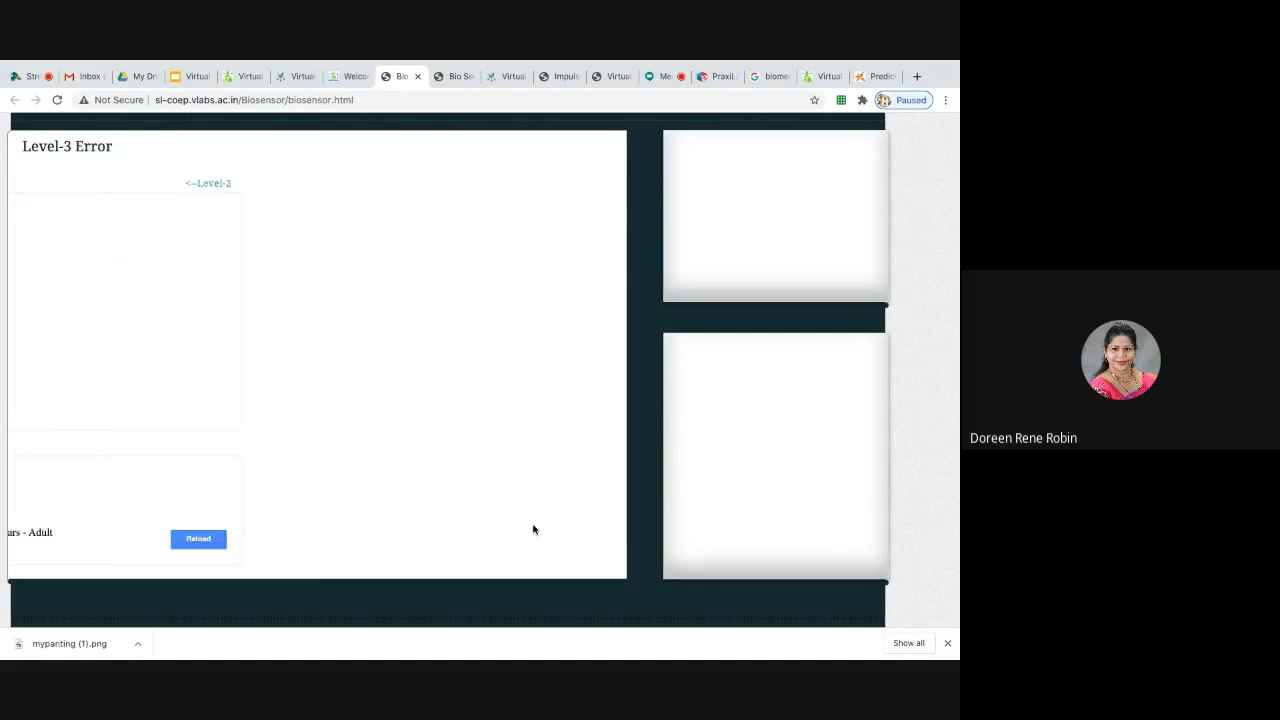 Str
Inbox
My Dri
Virtual
Virtual
Virtual
Welco
Bio
Bio Se
Virtual
Impuls
Virtual
Me
Praxil
biome
Virtual
Predic
Not Secure
sl-coep.vlabs.ac.in/Biosensor/biosensor.html
Paused
Level-3 Error
<--Level-2
ars - Adult
Reload
Doreen Rene Robin
mypanting (1).png
Show all